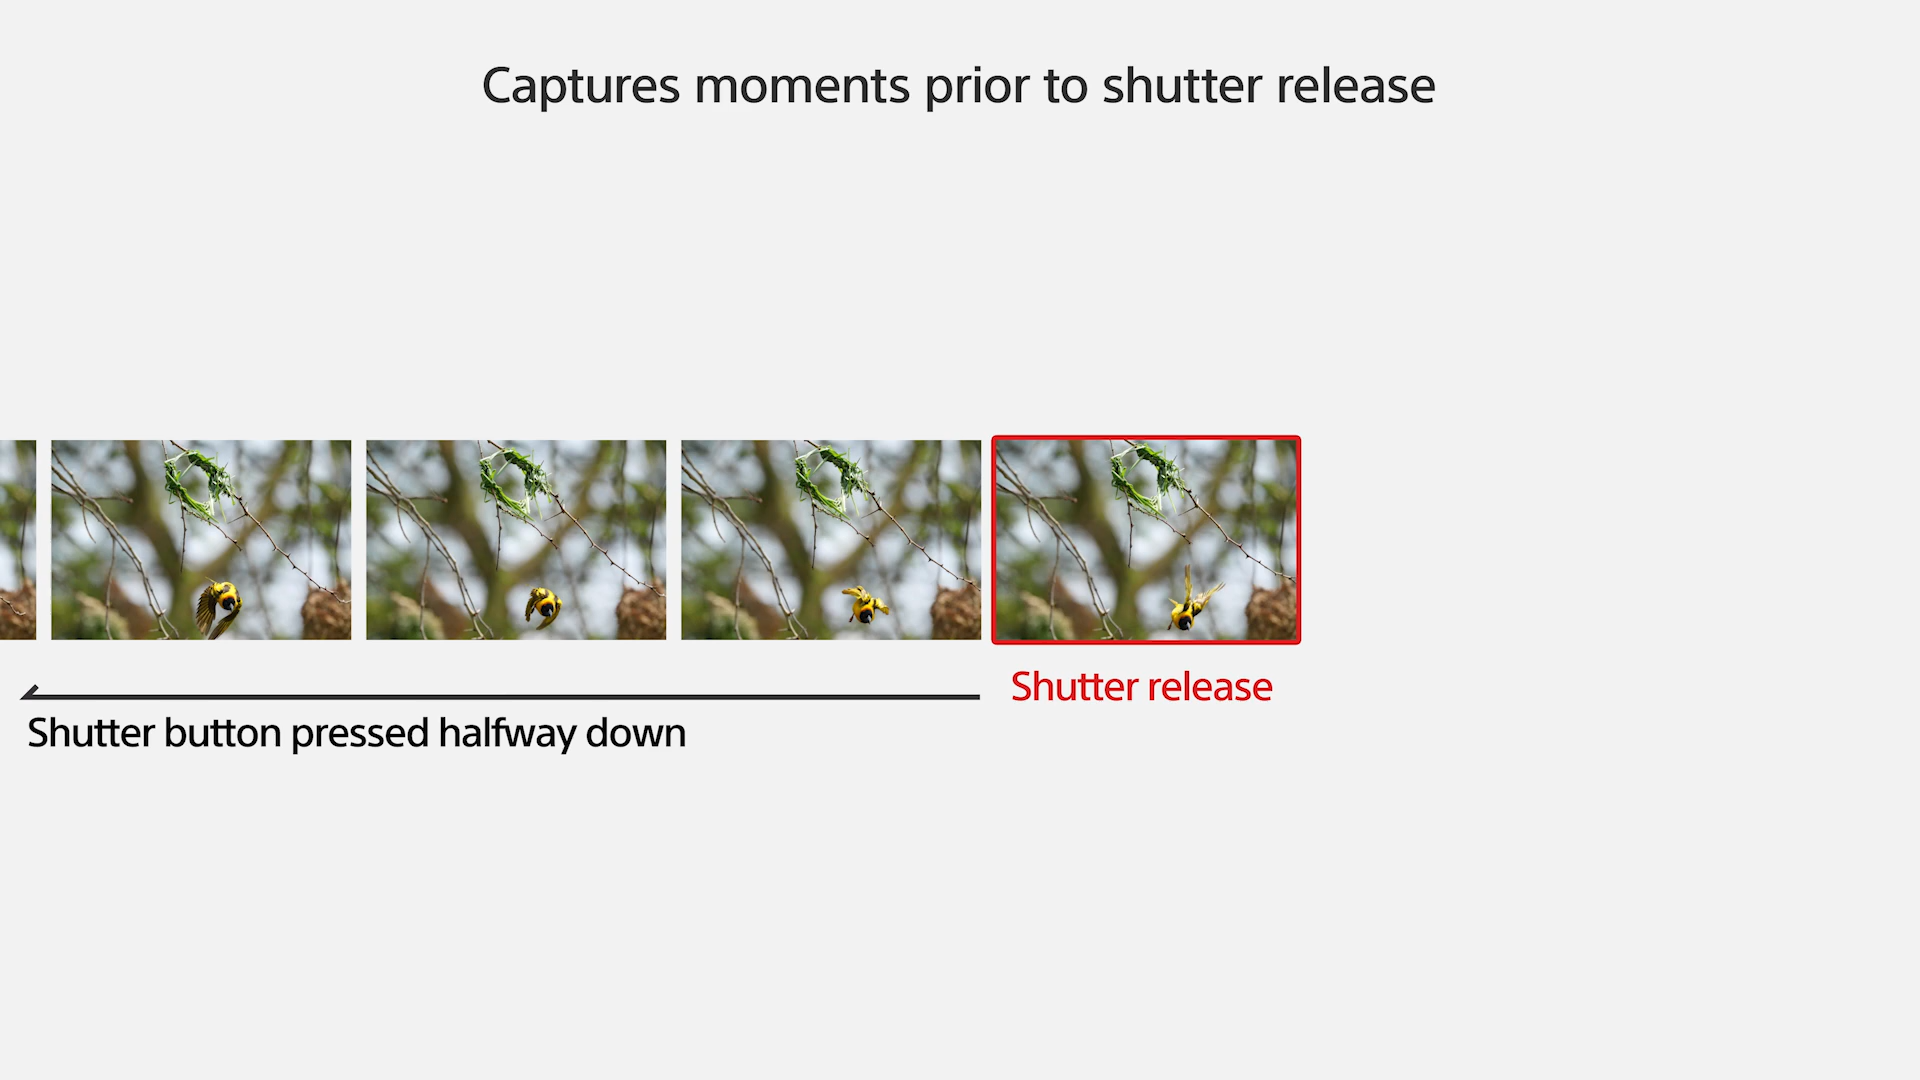 Captures moments prior to shutter release
Shutter release
Shutter button pressed halfway down